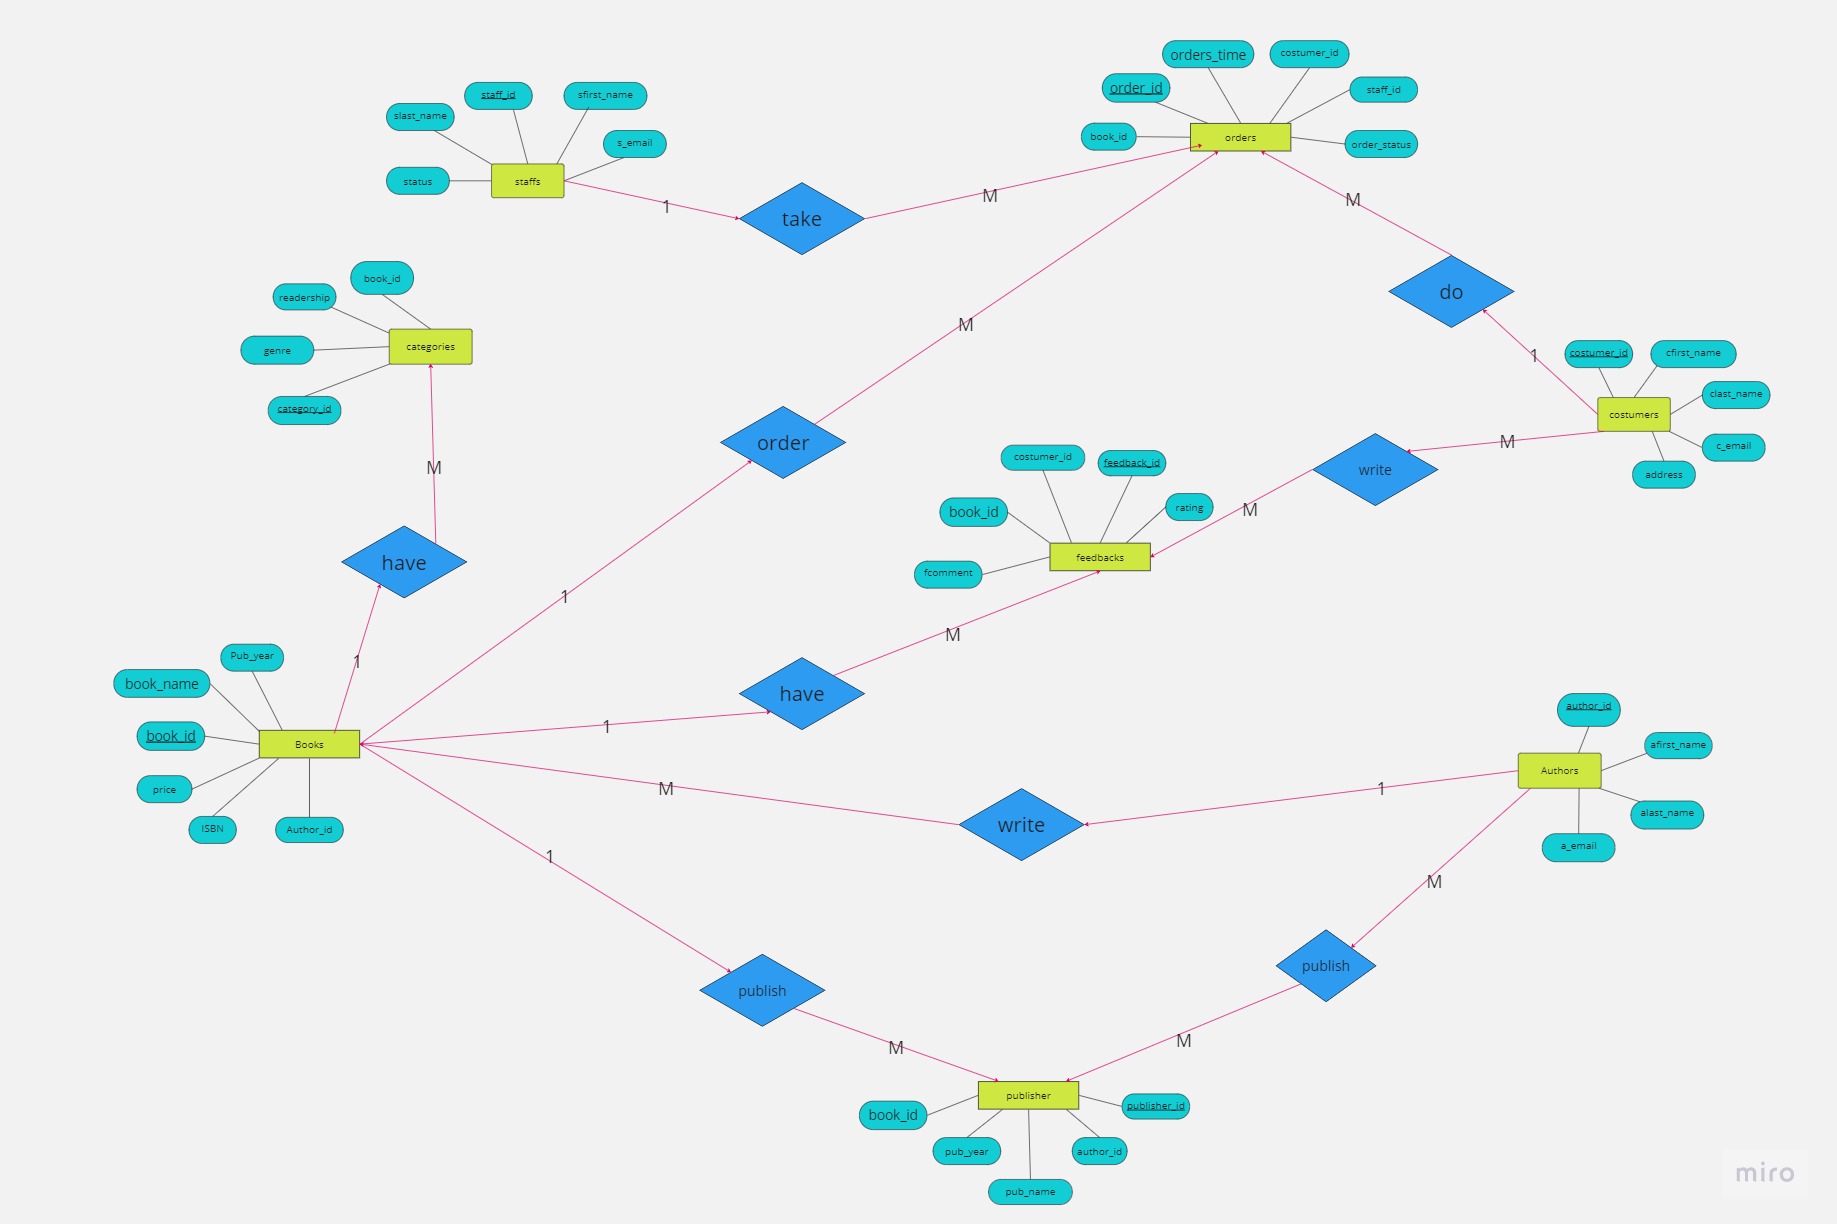 orders_time
costumer_id
order_id
staff_id
book_id
orders
order_status
staff_id
sfirst_name
slast_name
s_email
status
staffs
1
take
M
M
do
1
book_id
readership
genre
categories
category_id
M
have
1
M
order
1
costumer_id
cfirst_name
clast_name
costumers
c_email
address
M
write
M
costumer_id
feedback_id
book_id
rating
feedbacks
fcomment
M
have
1
Pub_year
book_name
book_id
Books
price
ISBN
Author_id
M
write
1
author_id
afirst_name
Authors
alast_name
a_email
1
publish
M
M
publish
M
publisher
book_id
publisher_id
pub_year
author_id
pub_name
miro